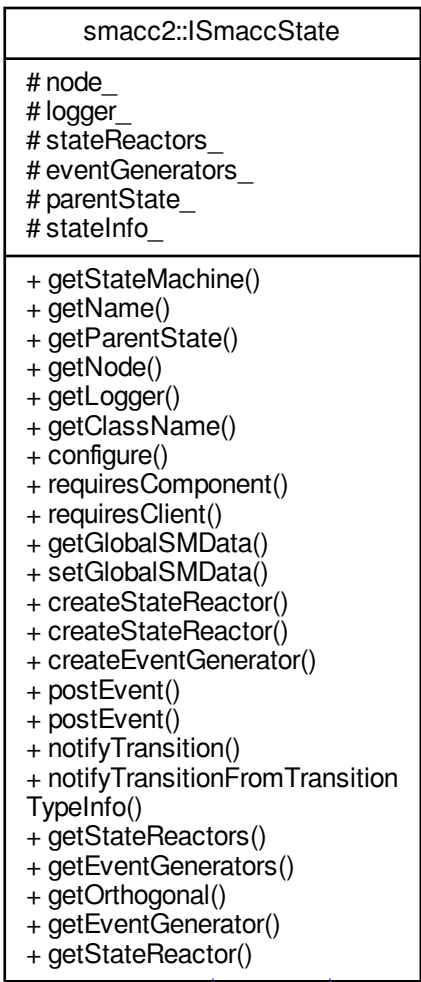 smacc2::ISmaccState
# node_
# logger_
# stateReactors_
# eventGenerators_
# parentState_
# stateInfo_
+ getStateMachine()
+ getName()
+ getParentState()
+ getNode()
+ getLogger()
+ getClassName()
+ configure()
+ requiresComponent()
+ requiresClient()
+ getGlobalSMData()
+ setGlobalSMData()
+ createStateReactor()
+ createStateReactor()
+ createEventGenerator()
+ postEvent()
+ postEvent()
+ notifyTransition()
+ notifyTransitionFromTransition
TypeInfo()
+ getStateReactors()
+ getEventGenerators()
+ getOrthogonal()
+ getEventGenerator()
+ getStateReactor()